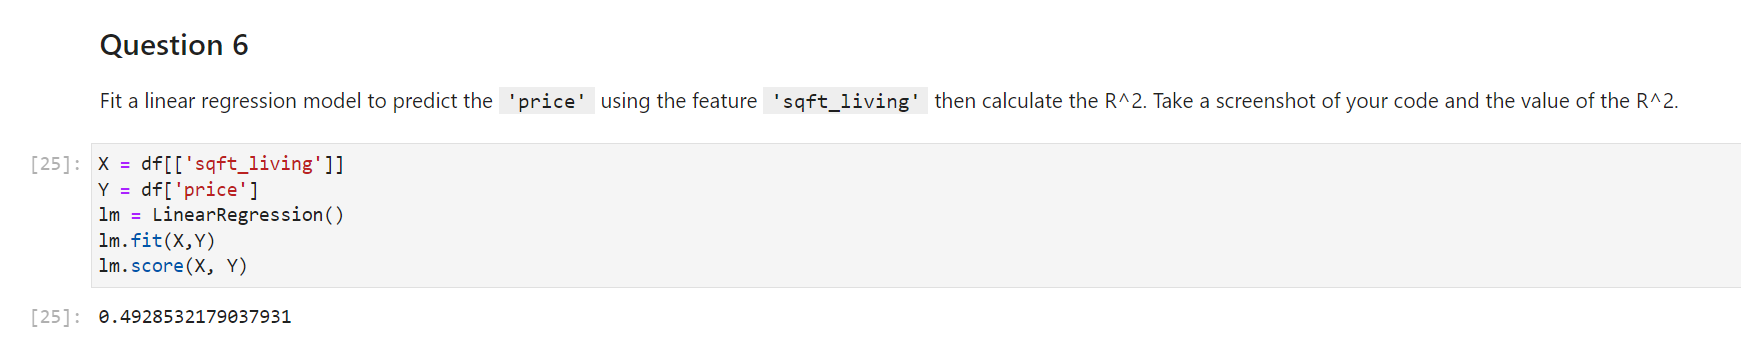 Question 6
Fit a linear regression model to predict the 'price' using the feature 'sqft_living' then calculate the R^2. Take a screenshot of your code and the value of the R^2.
[25]: X = df[['sqft_living']]
Y = df['price']
lm = LinearRegression()
lm.fit(X,Y)
lm.score(X, Y)
[25]: 0.4928532179037931